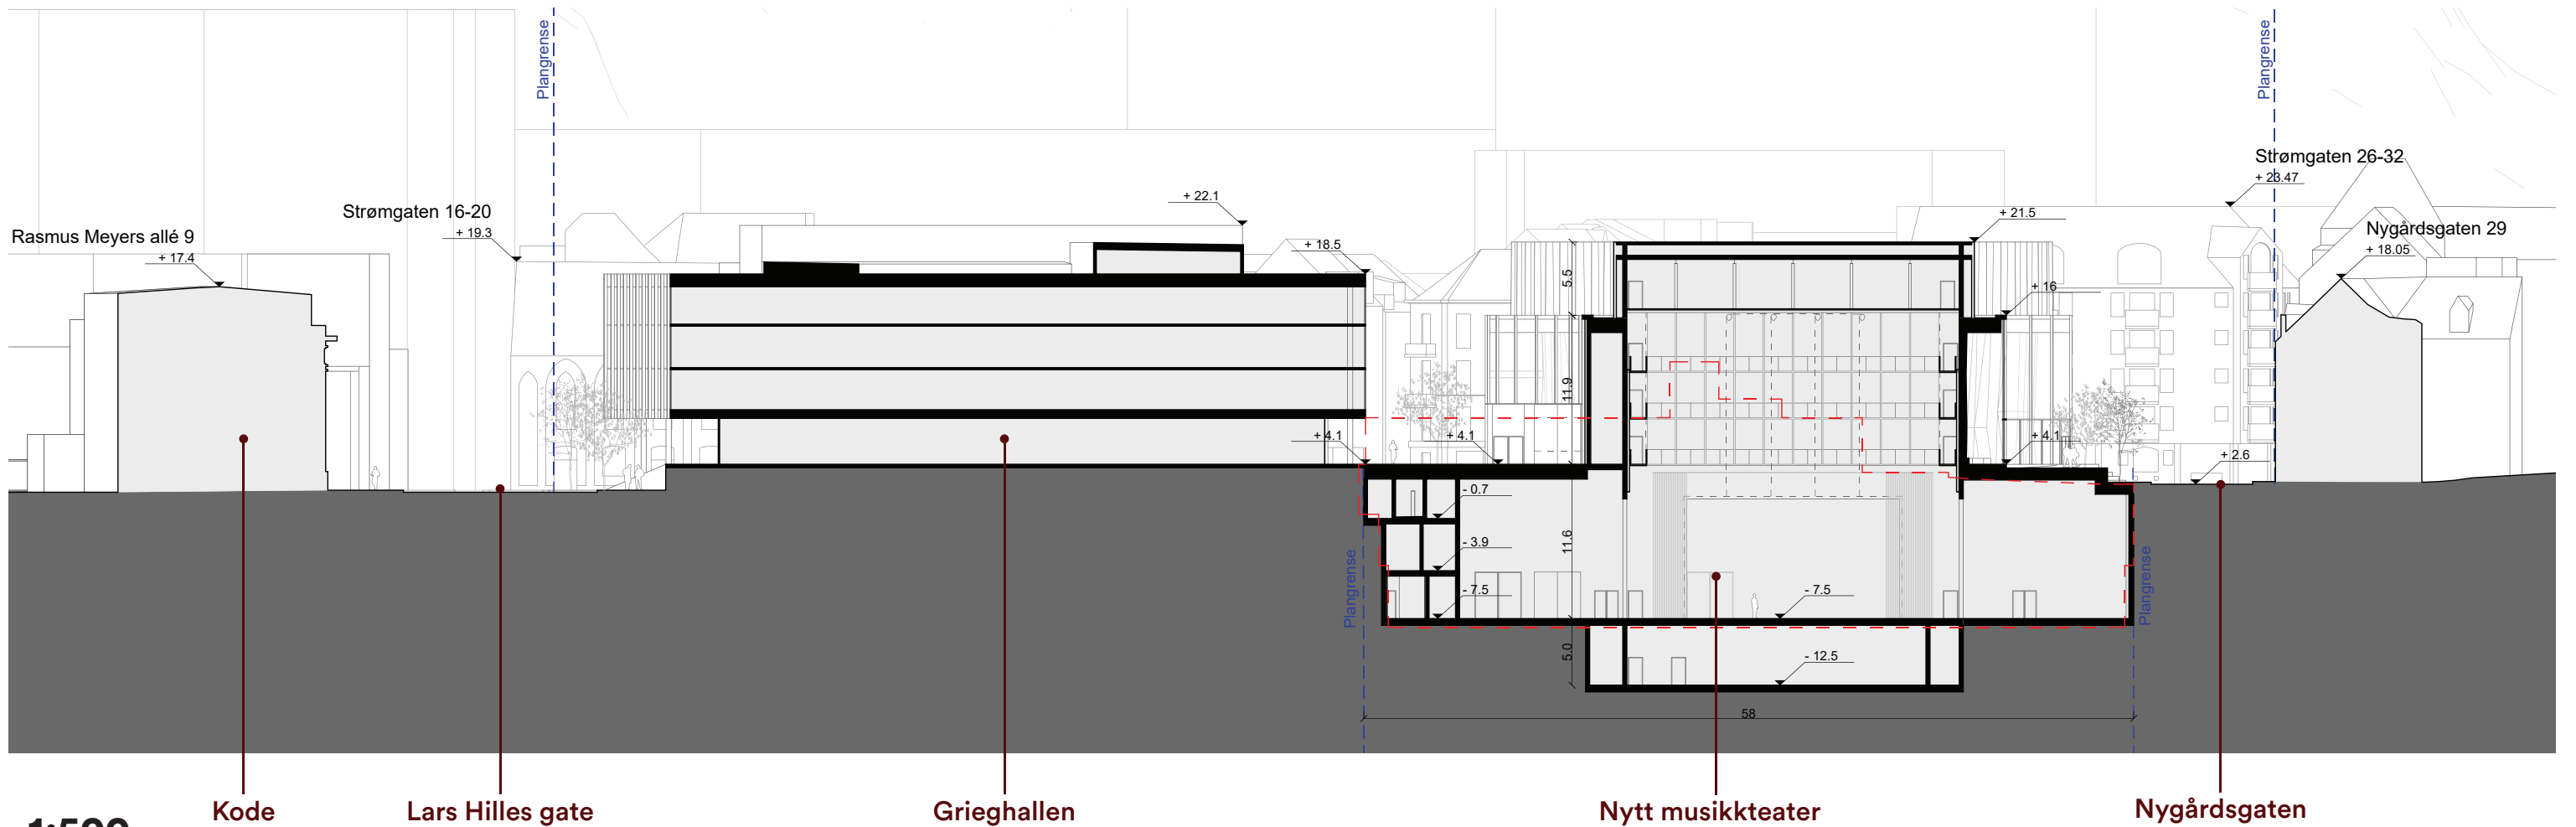 Plangrense
Plangrense
Strømgaten 26-32
+ 23.47
+ 22.1
Strømgaten 16-20
+ 19.3
+ 21.5
Rasmus Meyers allé 9
+ 17.4
Nygårdsgaten 29
+ 18.05
+ 18.5
5.5
+ 16
11.9
+ 4.1
+ 4.1
+ 4.1
+ 2.6
- 0.7
11.6
- 3.9
Plangrense
Plangrense
- 7.5
- 7.5
5.0
- 12.5
58
Kode
Lars Hilles gate
Grieghallen
Nytt musikkteater
Nygårdsgaten